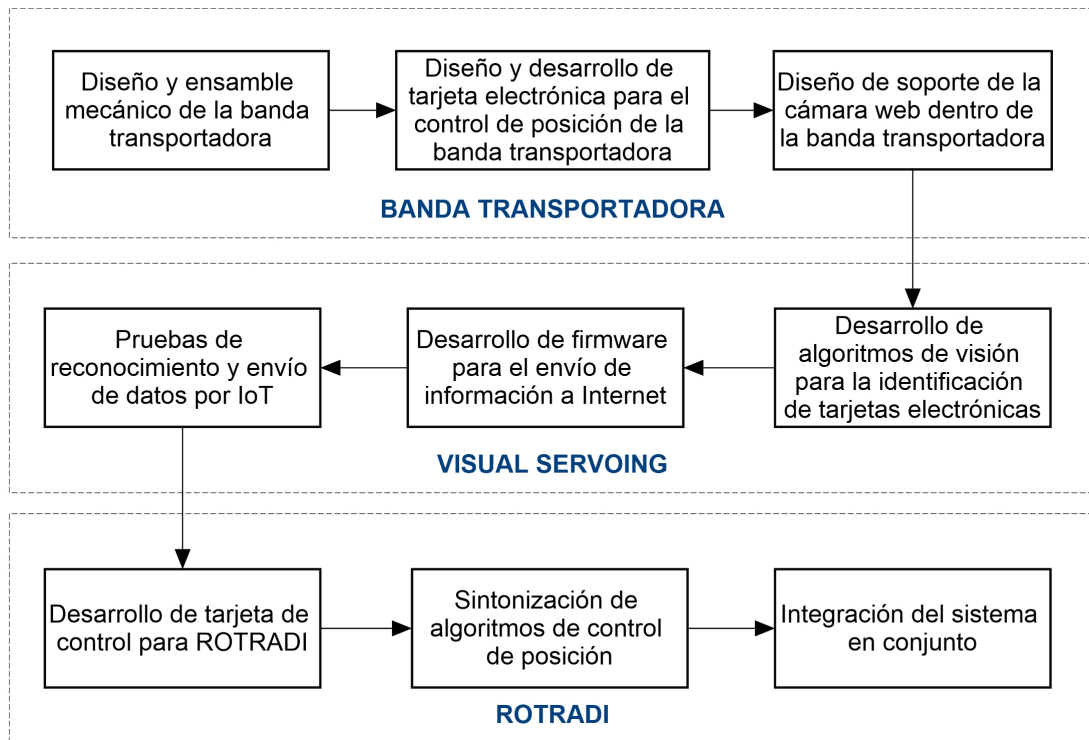 Diseño y ensamble
mecánico de la banda
transportadora
Diseño y desarrollo de
tarjeta electrónica para el
control de posición de la
banda transportadora
Diseño de soporte de la
cámara web dentro de
la banda transportadora
BANDA TRANSPORTADORA
Desarrollo de
algoritmos de visión
para la identificación
de tarjetas electrónicas
Desarrollo de firmware
para el envío de
información a Internet
Pruebas de
reconocimiento y envío
de datos por IoT
VISUAL SERVOING
Desarrollo de tarjeta de
control para ROTRADI
Sintonización de
algoritmos de control
de posición
Integración del sistema
en conjunto
ROTRADI